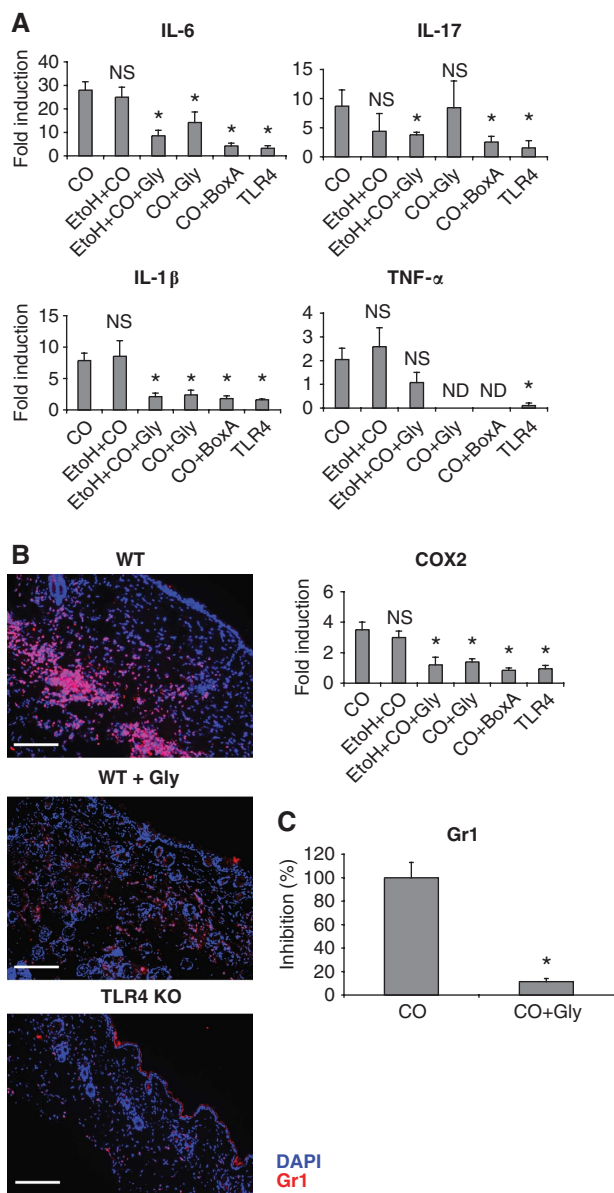 A
IL-6
Fold induction
40
30
20
10
0
NS
*
*
*
*
CO
EtoH+CO
EtoH+CO+Gly
CO+Gly
CO+BoxA
TLR4
IL-17
15
10
5
0
NS
*
NS
*
*
CO
EtoH+CO
EtoH+CO+Gly
CO+Gly
CO+BoxA
TLR4
IL-1β
Fold induction
15
10
5
0
NS
*
*
*
*
CO
EtoH+CO
EtoH+CO+Gly
CO+Gly
CO+BoxA
TLR4
TNF-α
4
3
2
1
0
NS
NS
ND
ND
*
CO
EtoH+CO
EtoH+CO+Gly
CO+Gly
CO+BoxA
TLR4
B
WT
WT + Gly
TLR4 KO
DAPI
Gr1
COX2
Fold induction
6
4
2
0
NS
*
*
*
*
CO
EtoH+CO
EtoH+CO+Gly
CO+Gly
CO+BoxA
TLR4
C
Gr1
Inhibition (%)
120
100
80
60
40
20
0
*
CO
CO+Gly